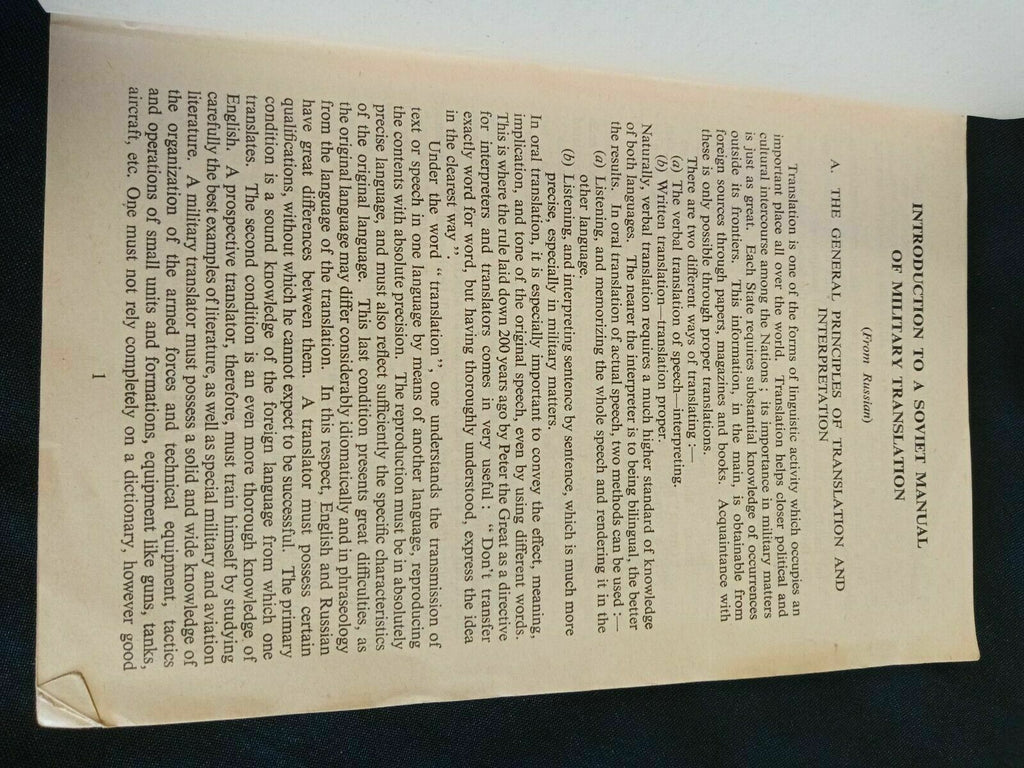 INTRODUCTION TO A SOVIET MANUAL
OF MILITARY TRANSLATION
(From Russian)
A. THE GENERAL PRINCIPLES OF TRANSLATION AND
INTERPRETATION
Translation is one of the forms of linguistic activity which occupies an
important place all over the world. Translation helps closer political and
cultural intercourse among the Nations ; its importance in military matters
is just as great. Each State requires substantial knowledge of occurrences
outside its frontiers. This information, in the main, is obtainable from
foreign sources through papers, magazines and books. Acquaintance with
these is only possible through proper translations.
There are two different ways of translating :—
(a) The verbal translation of speech—interpreting.
(b) Written translation—translation proper.
Naturally, verbal translation requires a much higher standard of knowledge
of both languages. The nearer the interpreter is to being bilingual, the better
the results. In oral translation of actual speech, two methods can be used :—
(a) Listening, and memorizing the whole speech and rendering it in the
other language.
(b) Listening, and interpreting sentence by sentence, which is much more
precise, especially in military matters.
In oral translation, it is especially important to convey the effect, meaning,
implication, and tone of the original speech, even by using different words.
This is where the rule laid down 200 years ago by Peter the Great as a directive
for interpreters and translators comes in very useful : “ Don't transfer
exactly word for word, but having thoroughly understood, express the idea
in the clearest way ”.
Under the word “ translation ”, one understands the transmission of
text or speech in one language by means of another language, reproducing
the contents with absolute precision. The reproduction must be in absolutely
precise language, and must also reflect sufficiently the specific characteristics
of the original language. This last condition presents great difficulties, as
the original language may differ considerably idiomatically and in phraseology
from the language of the translation. In this respect, English and Russian
have great differences between them. A translator must possess certain
qualifications, without which he cannot expect to be successful. The primary
condition is a sound knowledge of the foreign language from which one
translates. The second condition is an even more thorough knowledge of
English. A prospective translator, therefore, must train himself by studying
carefully the best examples of literature, as well as special military and aviation
literature. A military translator must possess a solid and wide knowledge of
the organization of the armed forces and technical equipment, tactics
and operations of small units and formations, equipment like guns, tanks,
aircraft, etc. One must not rely completely on a dictionary, however good
1